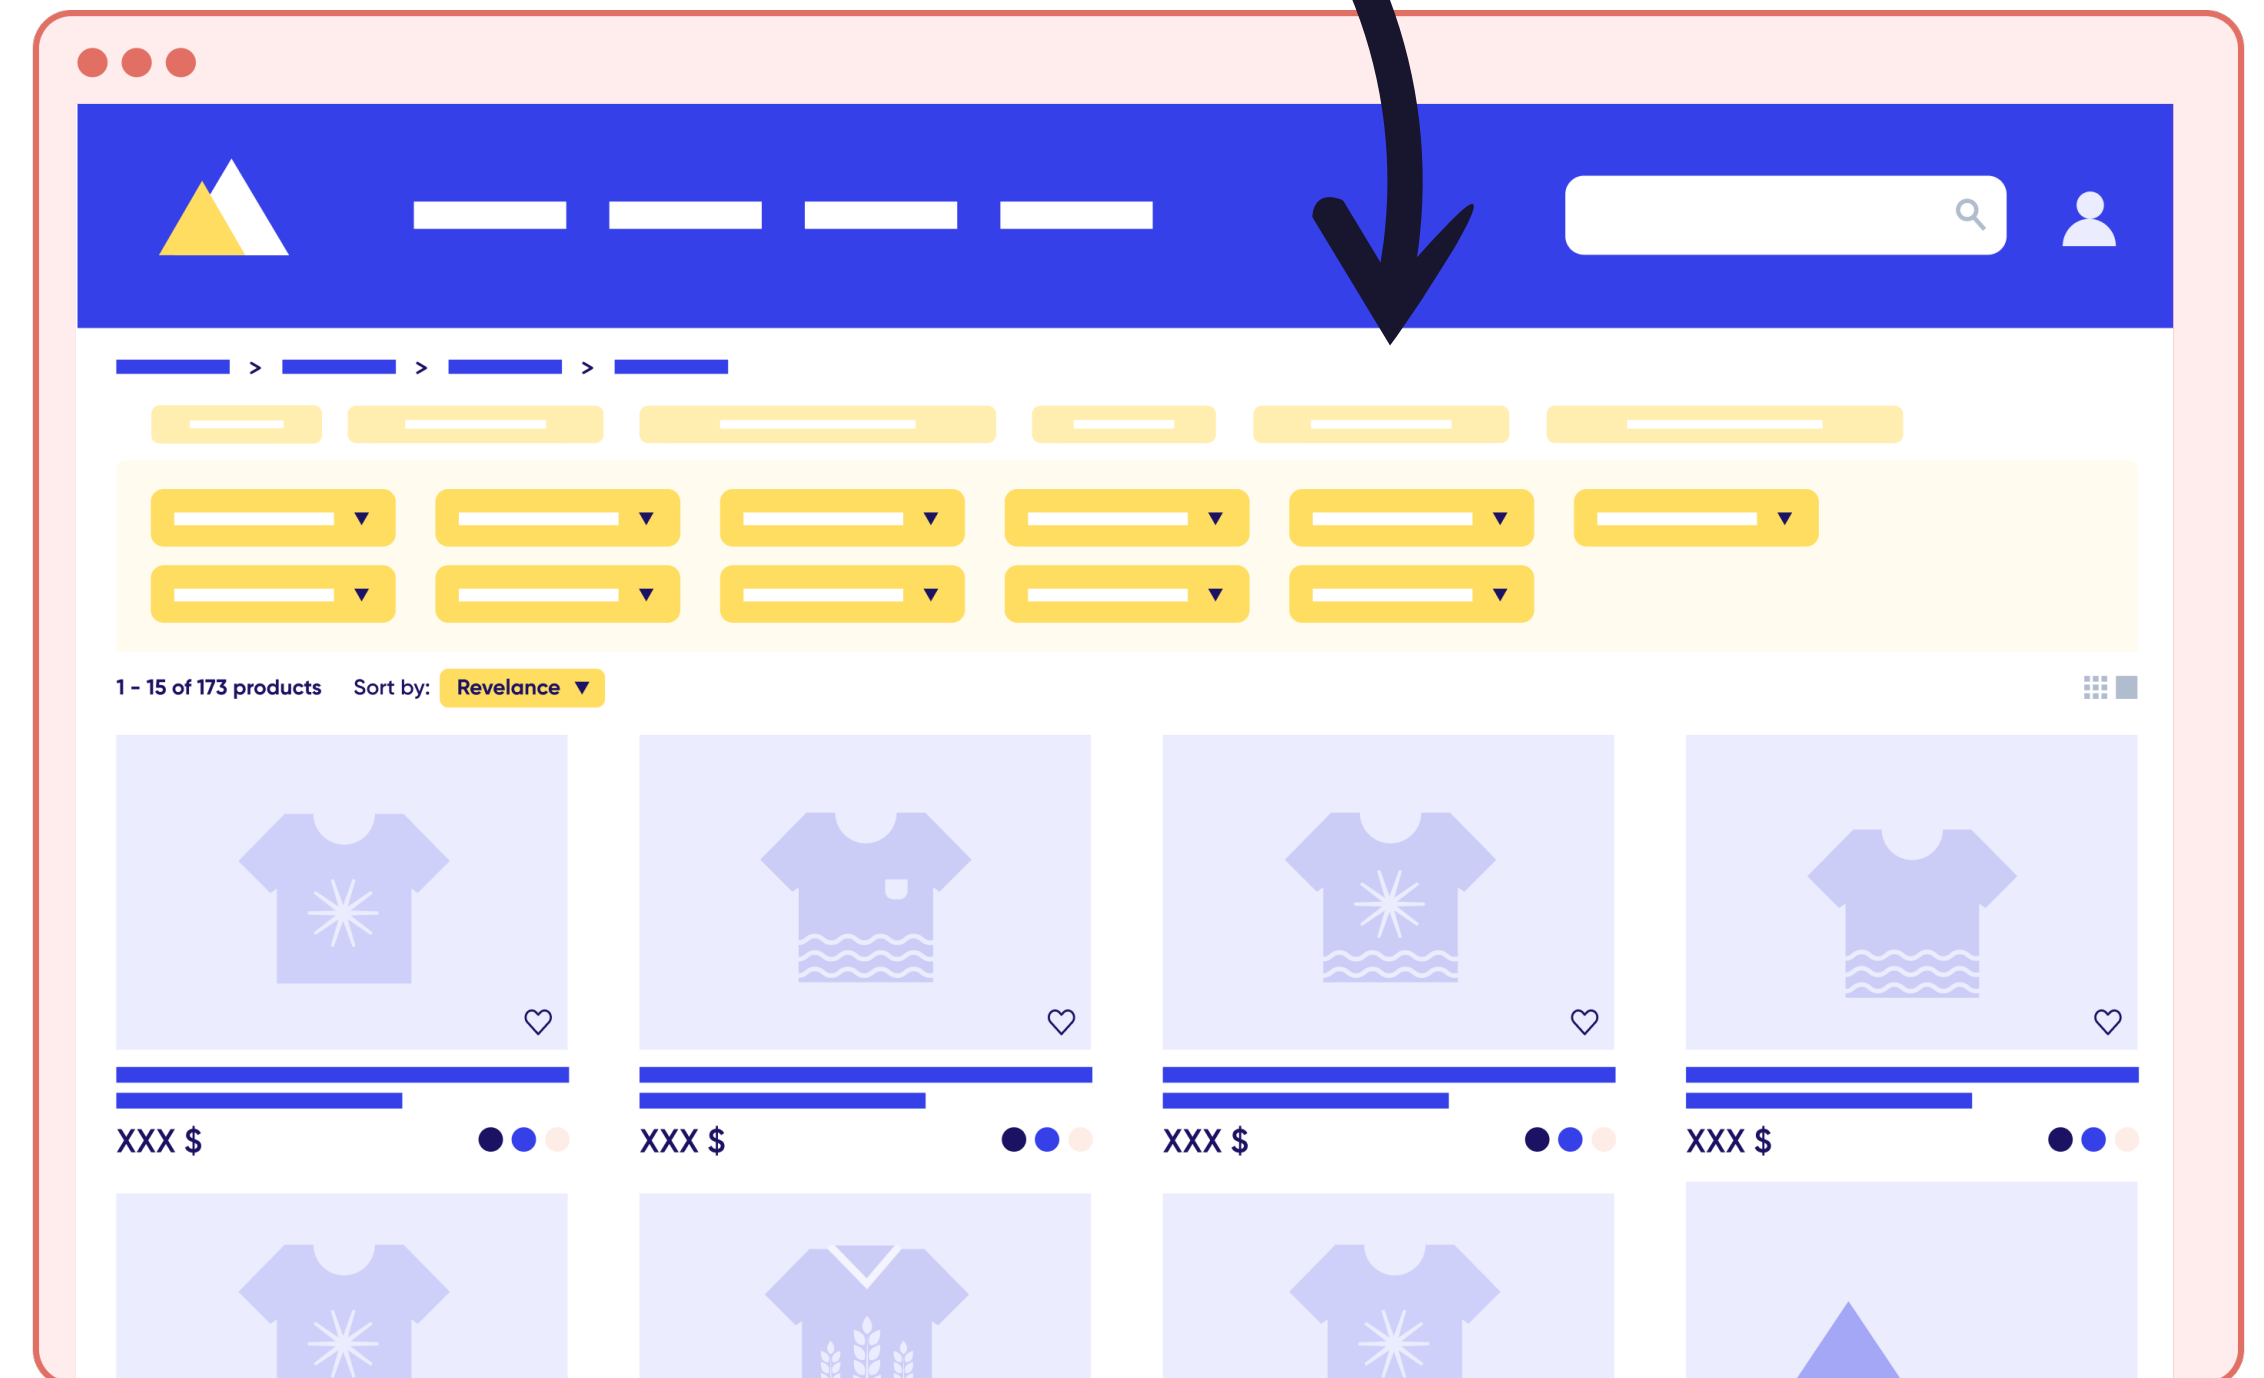 > > >
1 - 15 of 173 products Sort by: Revelance
XXX $ XXX $ XXX $ XXX $